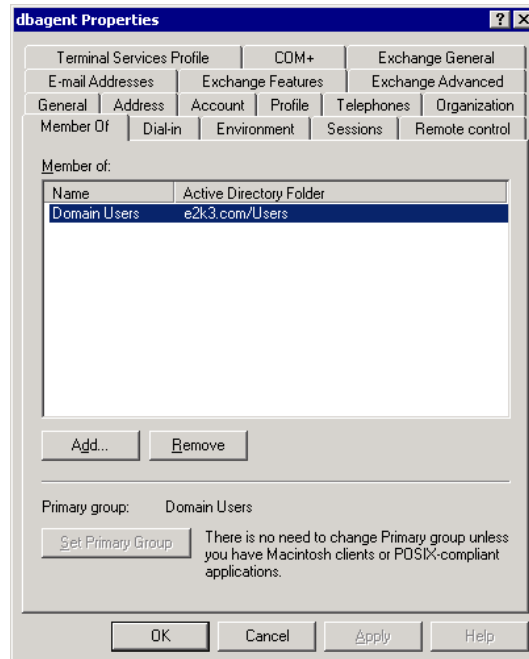 dbagent Properties
Terminal Services Profile COM+ Exchange General
E-mail Addresses Exchange Features Exchange Advanced
General Address Account Profile Telephones Organization
Member Of Dial-in Environment Sessions Remote control
Member of:
Name Active Directory Folder
Domain Users e2k3.com/Users
Add... Remove
Primary group: Domain Users
Set Primary Group There is no need to change Primary group unless
you have Macintosh clients or POSIX-compliant
applications.
OK Cancel Apply Help